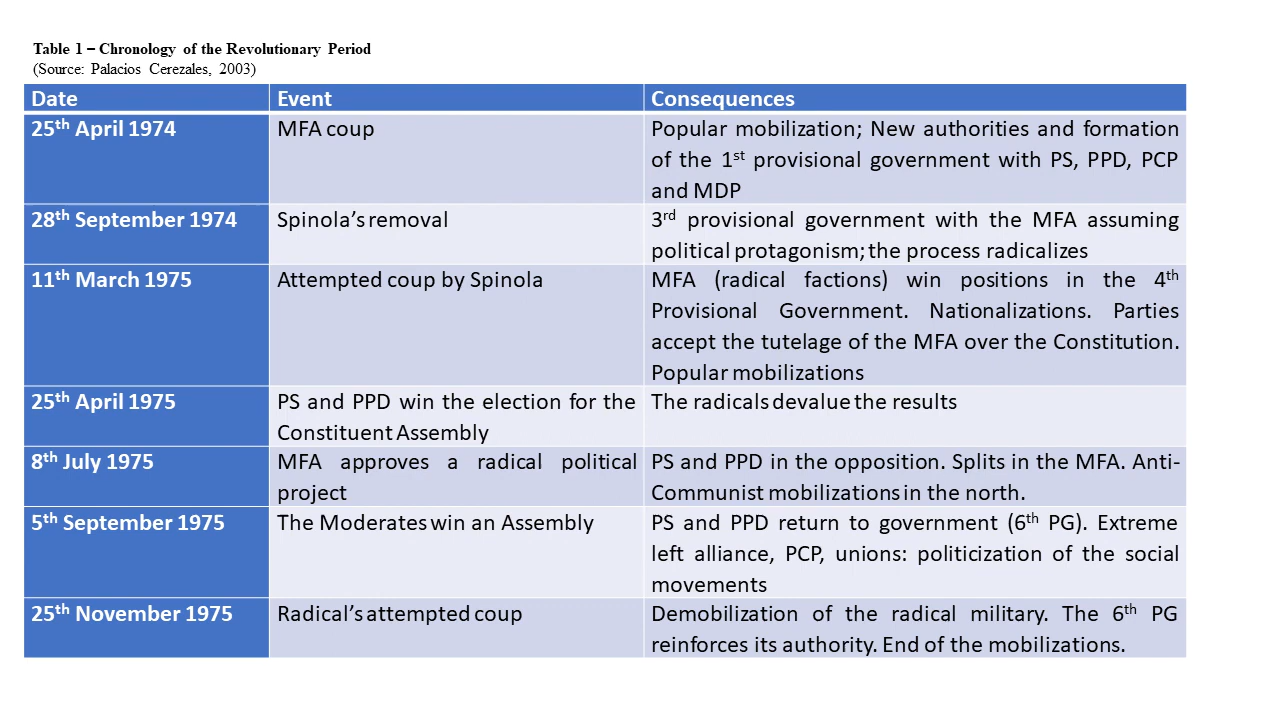 Table 1 – Chronology of the Revolutionary Period
(Source: Palacios Cerezales, 2003)
Date Event Consequences
25th April 1974 MFA coup Popular mobilization; New authorities and formation
of the 1st provisional government with PS, PPD, PCP
and MDP
28th September 1974 Spinola’s removal 3rd provisional government with the MFA assuming
political protagonism; the process radicalizes
11th March 1975 Attempted coup by Spinola MFA (radical factions) win positions in the 4th
Provisional Government. Nationalizations. Parties
accept the tutelage of the MFA over the Constitution.
Popular mobilizations
25th April 1975 PS and PPD win the election for the The radicals devalue the results
Constituent Assembly
8th July 1975 MFA approves a radical political PS and PPD in the opposition. Splits in the MFA. Anti-
project Communist mobilizations in the north.
5th September 1975 The Moderates win an Assembly PS and PPD return to government (6th PG). Extreme
left alliance, PCP, unions: politicization of the social
movements
25th November 1975 Radical’s attempted coup Demobilization of the radical military. The 6th PG
reinforces its authority. End of the mobilizations.